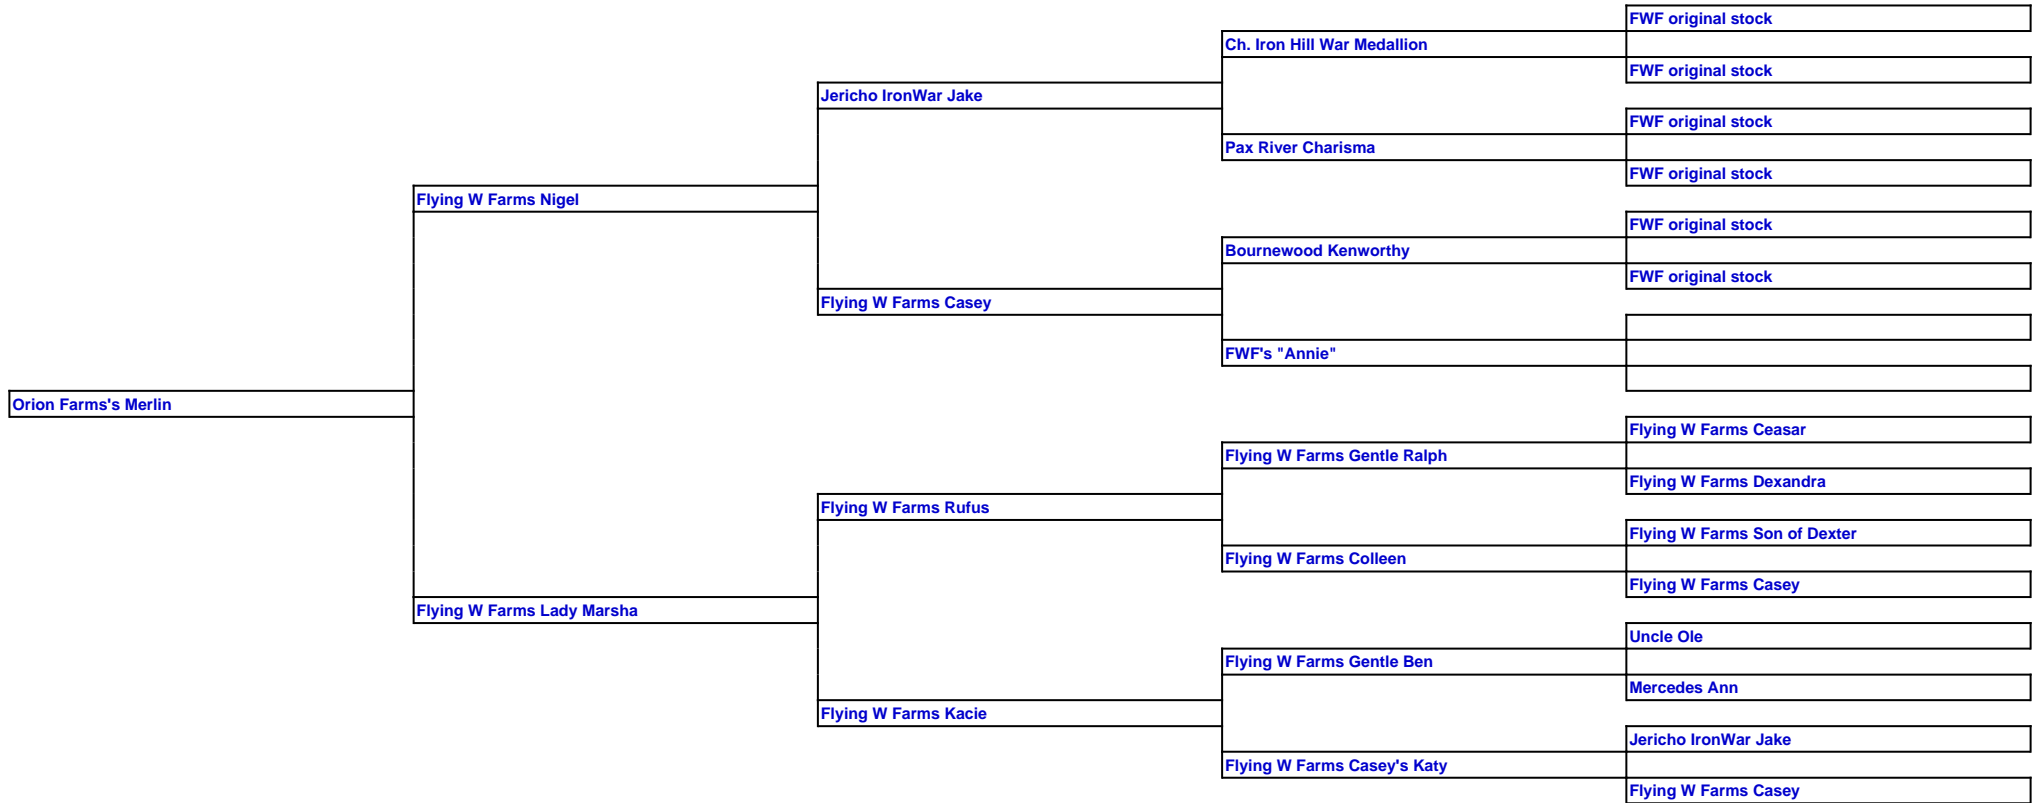 FWF original stock
Ch. Iron Hill War Medallion
FWF original stock
Jericho IronWar Jake
FWF original stock
Pax River Charisma
FWF original stock
Flying W Farms Nigel
FWF original stock
Bournewood Kenworthy
FWF original stock
Flying W Farms Casey
FWF's "Annie"
Orion Farms's Merlin
Flying W Farms Ceasar
Flying W Farms Gentle Ralph
Flying W Farms Dexandra
Flying W Farms Rufus
Flying W Farms Son of Dexter
Flying W Farms Colleen
Flying W Farms Casey
Flying W Farms Lady Marsha
Uncle Ole
Flying W Farms Gentle Ben
Mercedes Ann
Flying W Farms Kacie
Jericho IronWar Jake
Flying W Farms Casey's Katy
Flying W Farms Casey